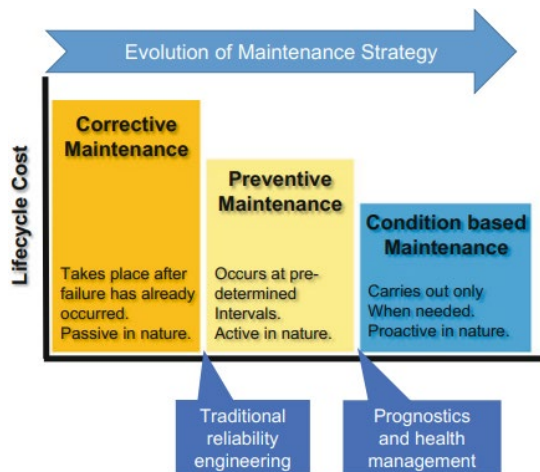 Evolution of Maintenance Strategy
Lifecycle Cost
Corrective
Maintenance
Takes place after
failure has already
occurred.
Passive in nature.
Preventive
Maintenance
Occurs at pre-
determined
Intervals.
Active in nature.
Condition based
Maintenance
Carries out only
When needed.
Proactive in nature.
Traditional
reliability
engineering
Prognostics
and health
management